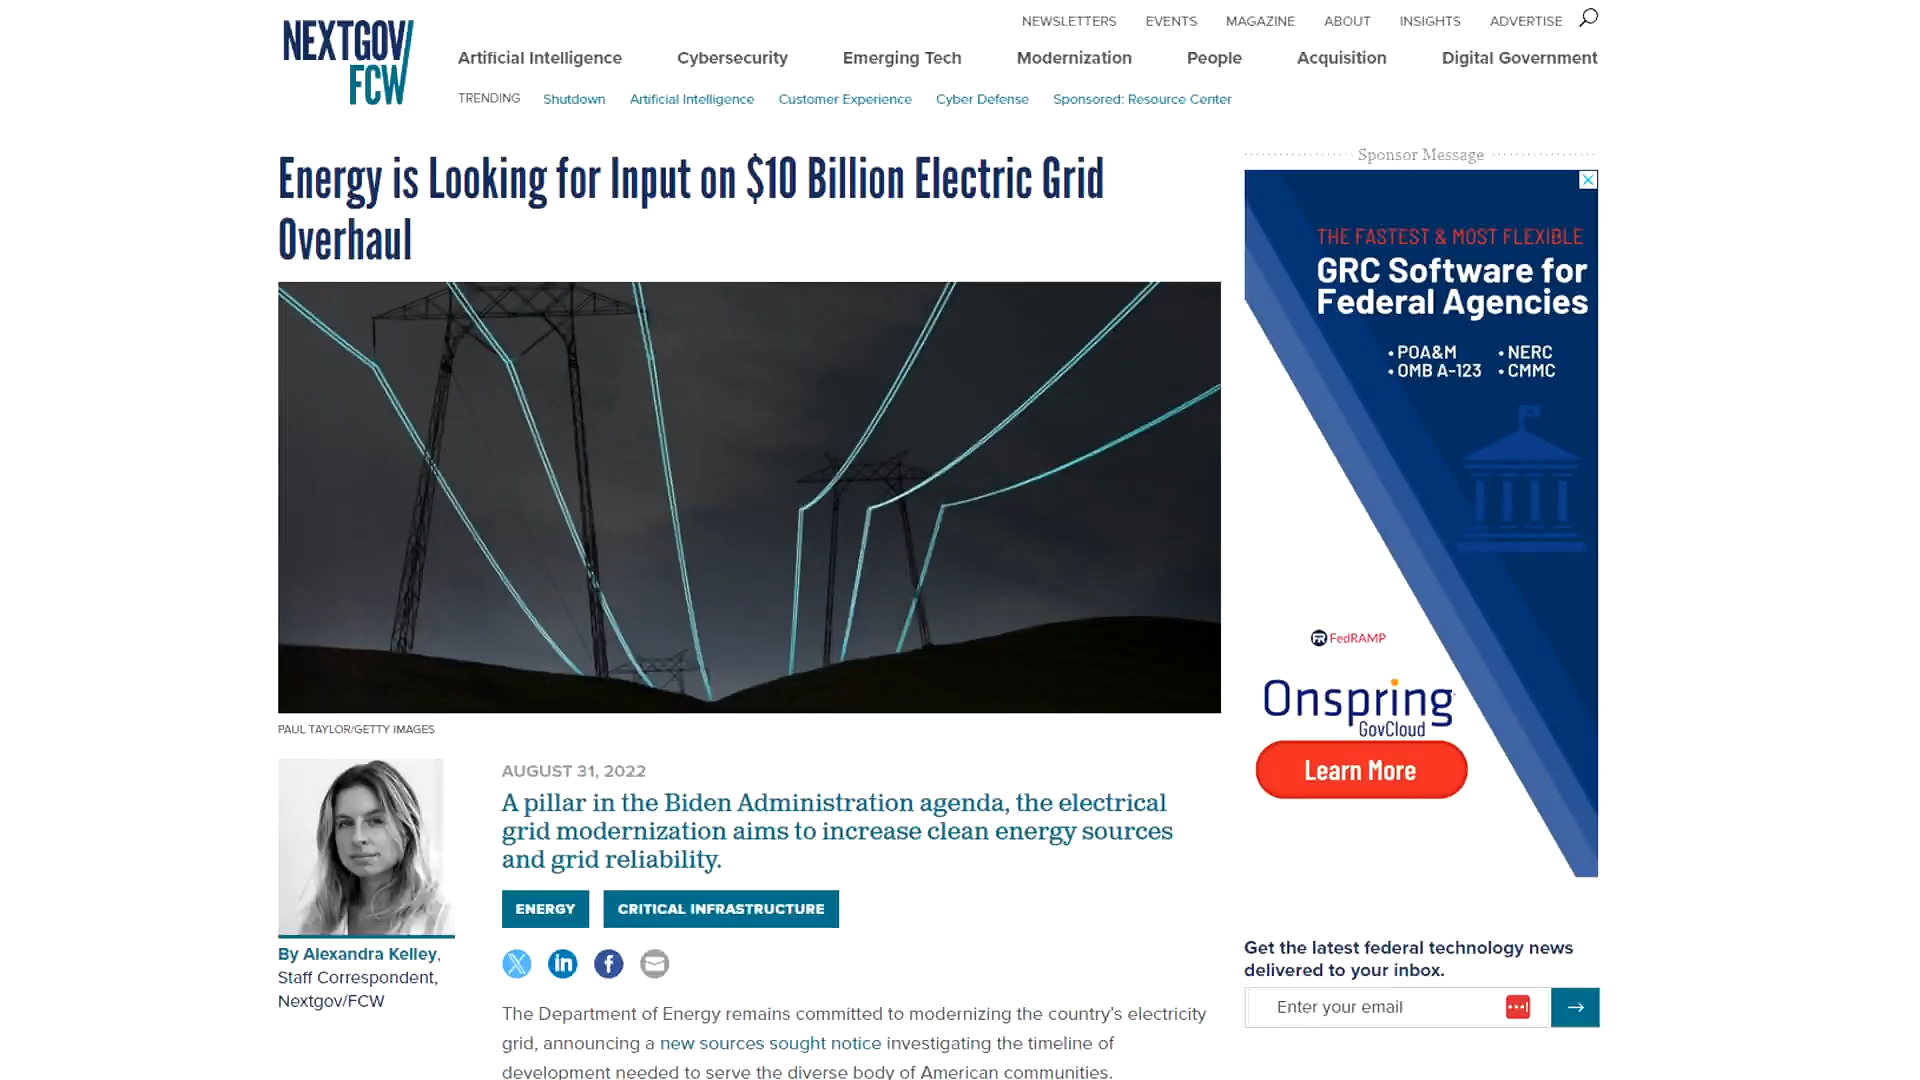 NEXTGOV/
FCW
NEWSLETTERS EVENTS MAGAZINE ABOUT INSIGHTS ADVERTISE
Artificial Intelligence Cybersecurity Emerging Tech Modernization People Acquisition Digital Government
TRENDING Shutdown Artificial Intelligence Customer Experience Cyber Defense Sponsored: Resource Center
Energy is Looking for Input on $10 Billion Electric Grid
Overhaul
PAUL TAYLOR/GETTY IMAGES
By Alexandra Kelley,
Staff Correspondent,
Nextgov/FCW
AUGUST 31, 2022
A pillar in the Biden Administration agenda, the electrical
grid modernization aims to increase clean energy sources
and grid reliability.
ENERGY CRITICAL INFRASTRUCTURE
The Department of Energy remains committed to modernizing the country’s electricity
grid, announcing a new sources sought notice investigating the timeline of
development needed to serve the diverse body of American communities.
Sponsor Message
THE FASTEST & MOST FLEXIBLE
GRC Software for
Federal Agencies
• POA&M • NERC
• OMB A-123 • CMMC
FR FedRAMP
Onspring
GovCloud
Learn More
Get the latest federal technology news
delivered to your inbox.
Enter your email